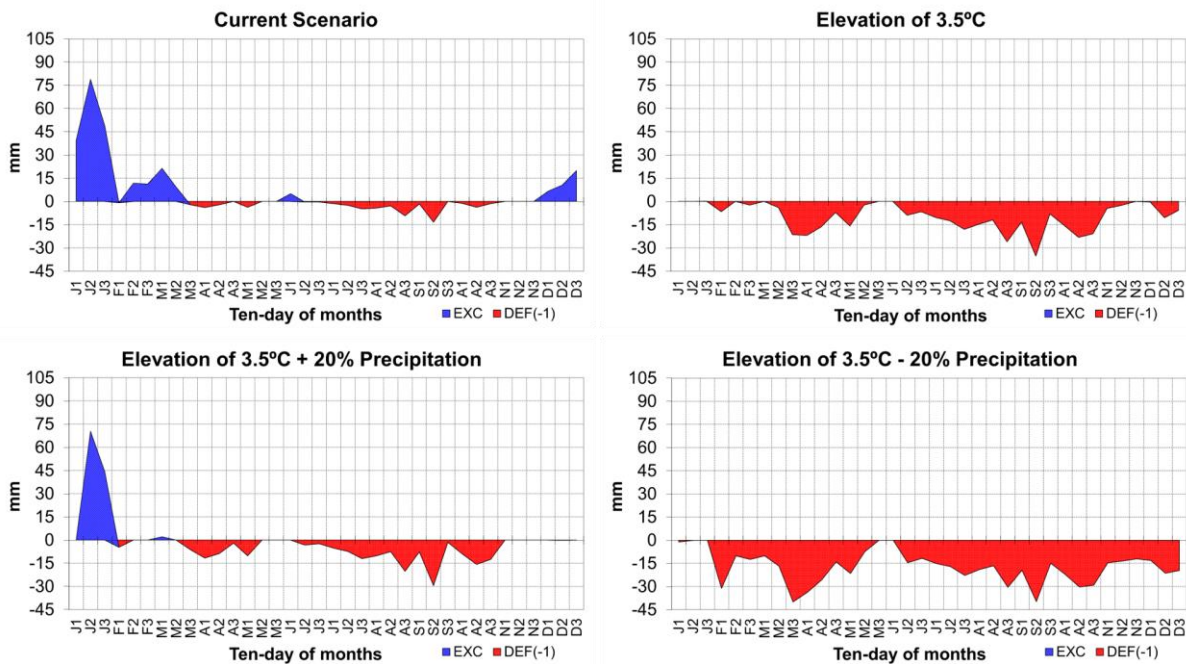 Current Scenario
105
90
75
60
45
30
15
0
-15
-30
-45
mm
J1 J2 J3 F1 F2 F3 M1 M2 M3 A1 A2 A3 M1 M2 M3 J1 J2 J3 J1 J2 J3 A1 A2 A3 S1 S2 S3 A1 A2 A3 N1 N2 N3 D1 D2 D3
Ten-day of months
EXC DEF(-1)
Elevation of 3.5ºC
105
90
75
60
45
30
15
0
-15
-30
-45
mm
J1 J2 J3 F1 F2 F3 M1 M2 M3 A1 A2 A3 M1 M2 M3 J1 J2 J3 J1 J2 J3 A1 A2 A3 S1 S2 S3 A1 A2 A3 N1 N2 N3 D1 D2 D3
Ten-day of months
EXC DEF(-1)
Elevation of 3.5ºC + 20% Precipitation
105
90
75
60
45
30
15
0
-15
-30
-45
mm
J1 J2 J3 F1 F2 F3 M1 M2 M3 A1 A2 A3 M1 M2 M3 J1 J2 J3 J1 J2 J3 A1 A2 A3 S1 S2 S3 A1 A2 A3 N1 N2 N3 D1 D2 D3
Ten-day of months
EXC DEF(-1)
Elevation of 3.5ºC - 20% Precipitation
105
90
75
60
45
30
15
0
-15
-30
-45
mm
J1 J2 J3 F1 F2 F3 M1 M2 M3 A1 A2 A3 M1 M2 M3 J1 J2 J3 J1 J2 J3 A1 A2 A3 S1 S2 S3 A1 A2 A3 N1 N2 N3 D1 D2 D3
Ten-day of months
EXC DEF(-1)